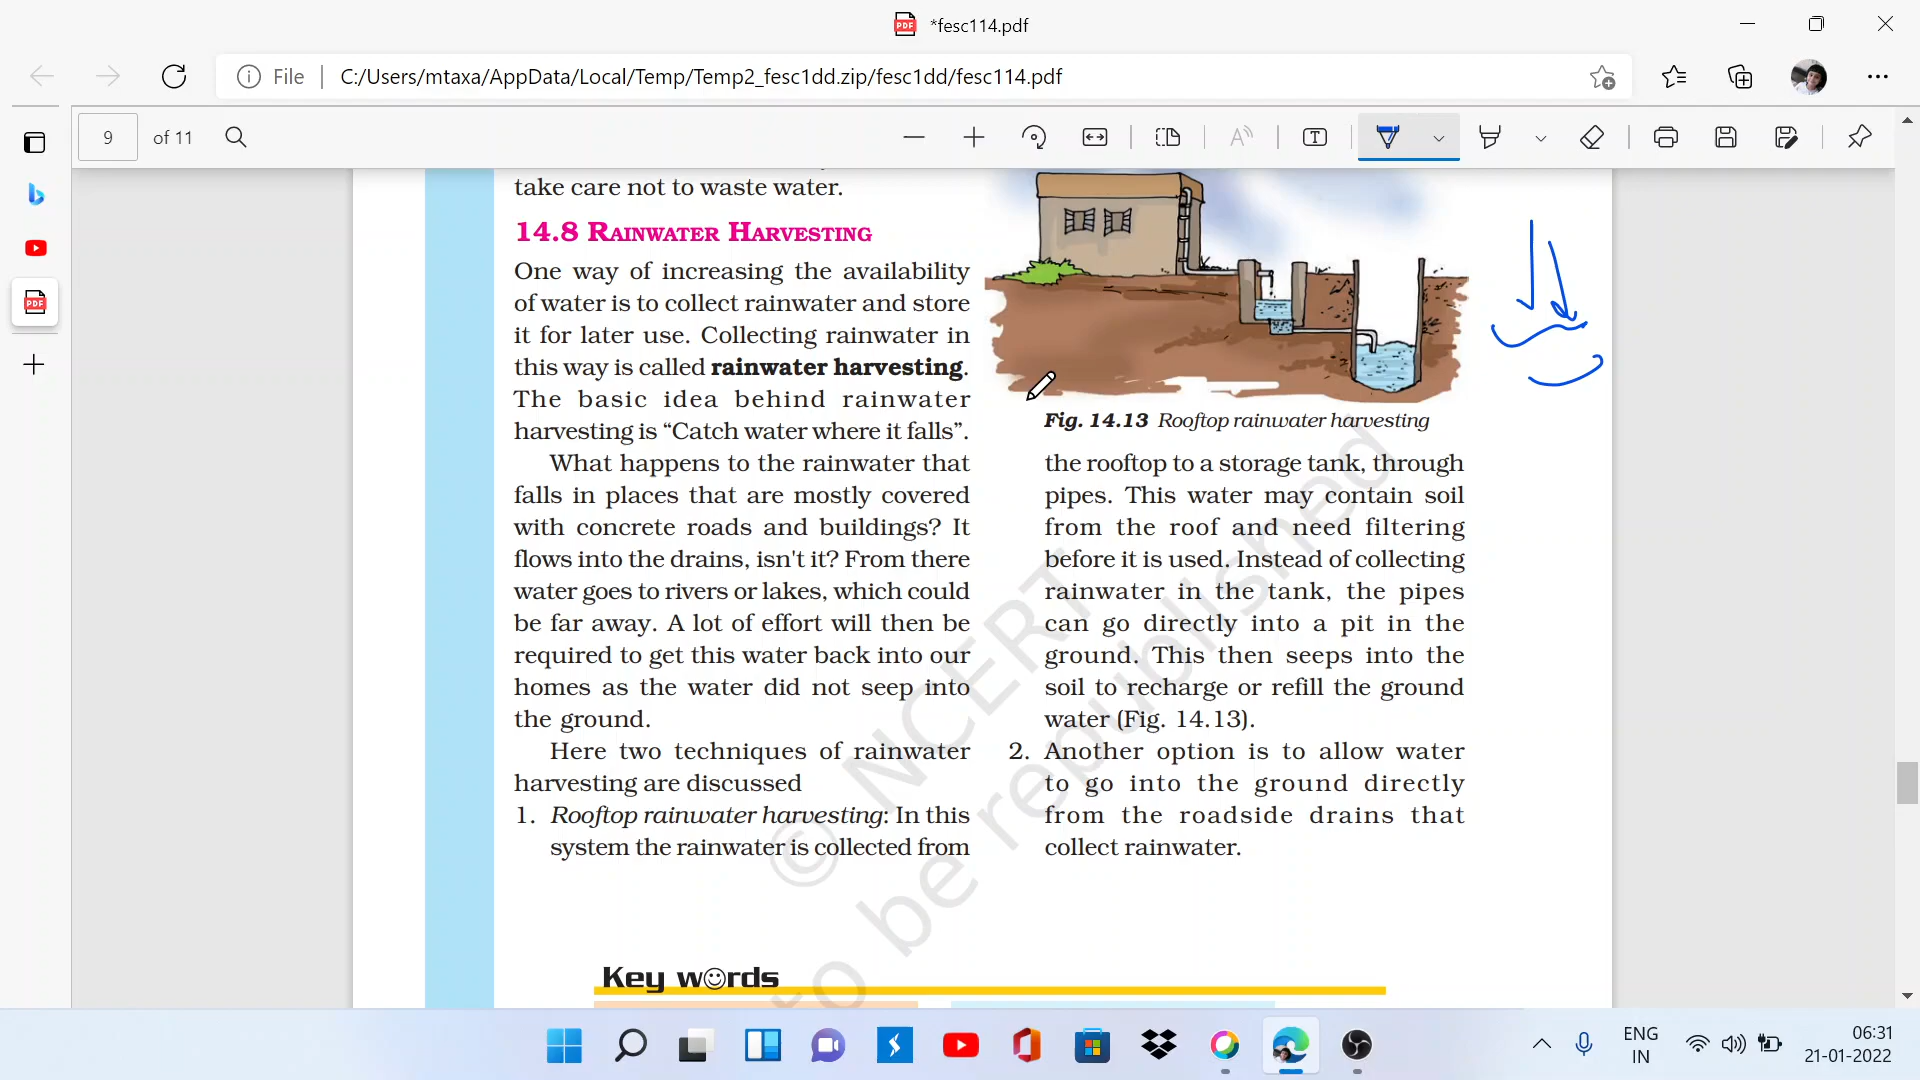 *fesc114.pdf
File
C:/Users/mtaxa/AppData/Local/Temp/Temp2_fesc1dd.zip/fesc1dd/fesc114.pdf
9 of 11
take care not to waste water.
14.8 RAINWATER HARVESTING
One way of increasing the availability
of water is to collect rainwater and store
it for later use. Collecting rainwater in
this way is called rainwater harvesting.
The basic idea behind rainwater
harvesting is “Catch water where it falls”.
What happens to the rainwater that
falls in places that are mostly covered
with concrete roads and buildings? It
flows into the drains, isn't it? From there
water goes to rivers or lakes, which could
be far away. A lot of effort will then be
required to get this water back into our
homes as the water did not seep into
the ground.
Here two techniques of rainwater
harvesting are discussed
1. Rooftop rainwater harvesting: In this
system the rainwater is collected from
Fig. 14.13 Rooftop rainwater harvesting
the rooftop to a storage tank, through
pipes. This water may contain soil
from the roof and need filtering
before it is used. Instead of collecting
rainwater in the tank, the pipes
can go directly into a pit in the
ground. This then seeps into the
soil to recharge or refill the ground
water (Fig. 14.13).
2. Another option is to allow water
to go into the ground directly
from the roadside drains that
collect rainwater.
© NCERT
to be republished
Key words
PDF
ENG
IN
06:31
21-01-2022